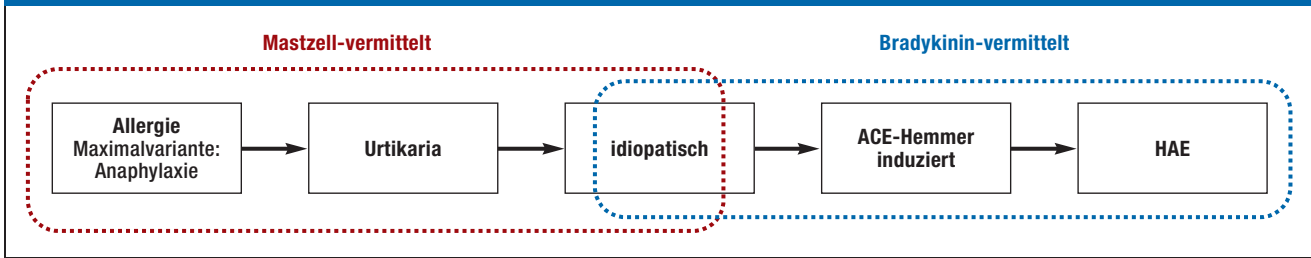 Mastzell-vermittelt
Bradykinin-vermittelt
Allergie
Maximalvariante:
Anaphylaxie
Urtikaria
idiopatisch
ACE-Hemmer
induziert
HAE